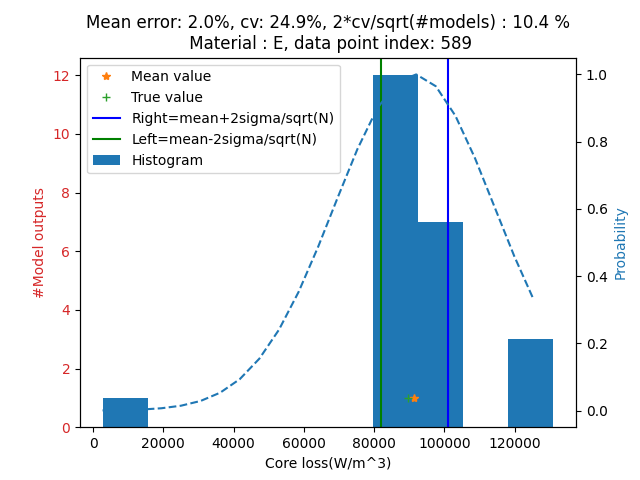 Mean error: 2.0%, cv: 24.9%, 2*cv/sqrt(#models) : 10.4 %
Material : E, data point index: 589
Mean value
True value
Right=mean+2sigma/sqrt(N)
Left=mean-2sigma/sqrt(N)
Histogram
#Model outputs
12
10
8
6
4
2
0
Probability
1.0
0.8
0.6
0.4
0.2
0.0
0 20000 40000 60000 80000 100000 120000
Core loss(W/m^3)